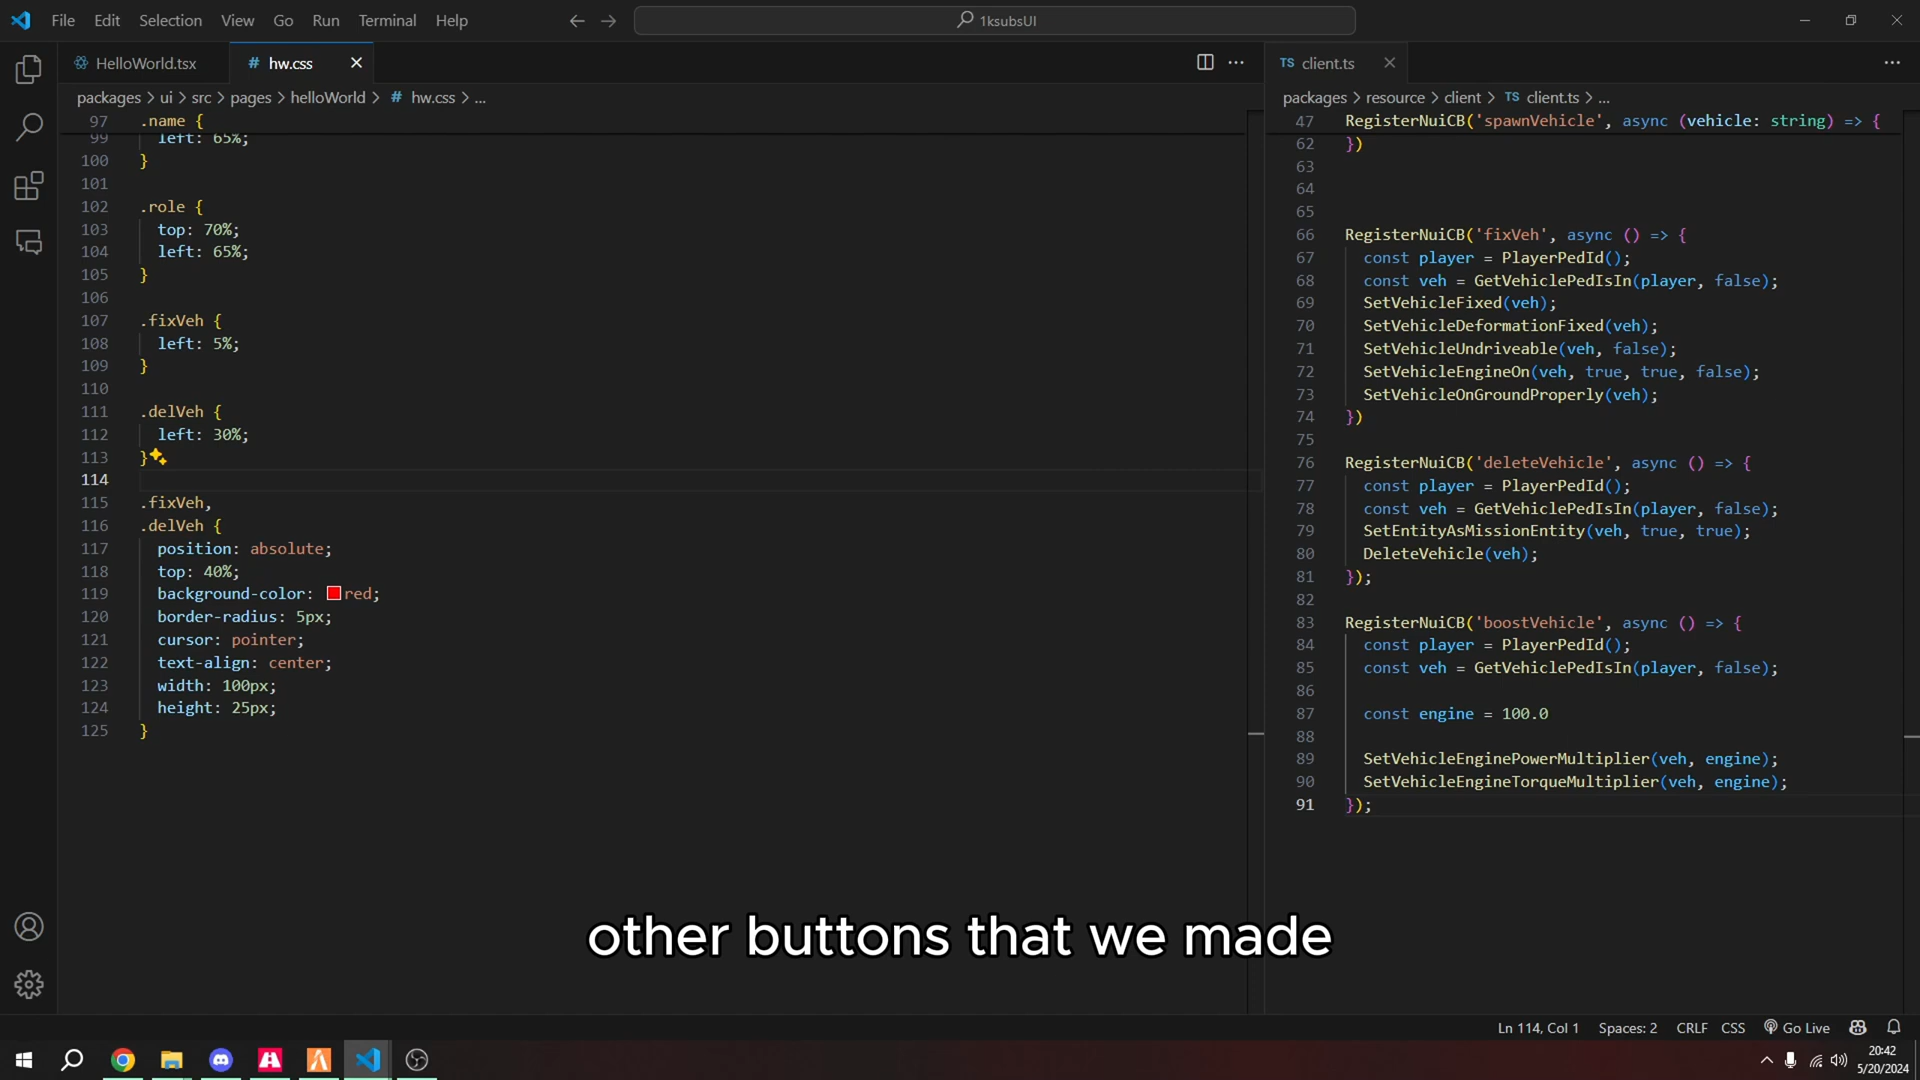 File Edit Selection View Go Run Terminal Help
1ksubsUI
HelloWorld.tsx
# hw.css
TS client.ts
packages > ui > src > pages > helloWorld > # hw.css > ...
packages > resource > client > TS client.ts > ...
97 .name {
99 left: 65%;
100 }
101
102 .role {
103 top: 70%;
104 left: 65%;
105 }
106
107 .fixVeh {
108 left: 5%;
109 }
110
111 .delVeh {
112 left: 30%;
113 }
114
115 .fixVeh,
116 .delVeh {
117 position: absolute;
118 top: 40%;
119 background-color: red;
120 border-radius: 5px;
121 cursor: pointer;
122 text-align: center;
123 width: 100px;
124 height: 25px;
125 }
47 RegisterNuiCB('spawnVehicle', async (vehicle: string) => {
62 })
63
64
65
66 RegisterNuiCB('fixVeh', async () => {
67 const player = PlayerPedId();
68 const veh = GetVehiclePedIsIn(player, false);
69 SetVehicleFixed(veh);
70 SetVehicleDeformationFixed(veh);
71 SetVehicleUndriveable(veh, false);
72 SetVehicleEngineOn(veh, true, true, false);
73 SetVehicleOnGroundProperly(veh);
74 })
75
76 RegisterNuiCB('deleteVehicle', async () => {
77 const player = PlayerPedId();
78 const veh = GetVehiclePedIsIn(player, false);
79 SetEntityAsMissionEntity(veh, true, true);
80 DeleteVehicle(veh);
81 });
82
83 RegisterNuiCB('boostVehicle', async () => {
84 const player = PlayerPedId();
85 const veh = GetVehiclePedIsIn(player, false);
86
87 const engine = 100.0
88
89 SetVehicleEnginePowerMultiplier(veh, engine);
90 SetVehicleEngineTorqueMultiplier(veh, engine);
91 });
other buttons that we made
Ln 114, Col 1 Spaces: 2 CRLF CSS Go Live
20:42
5/20/2024